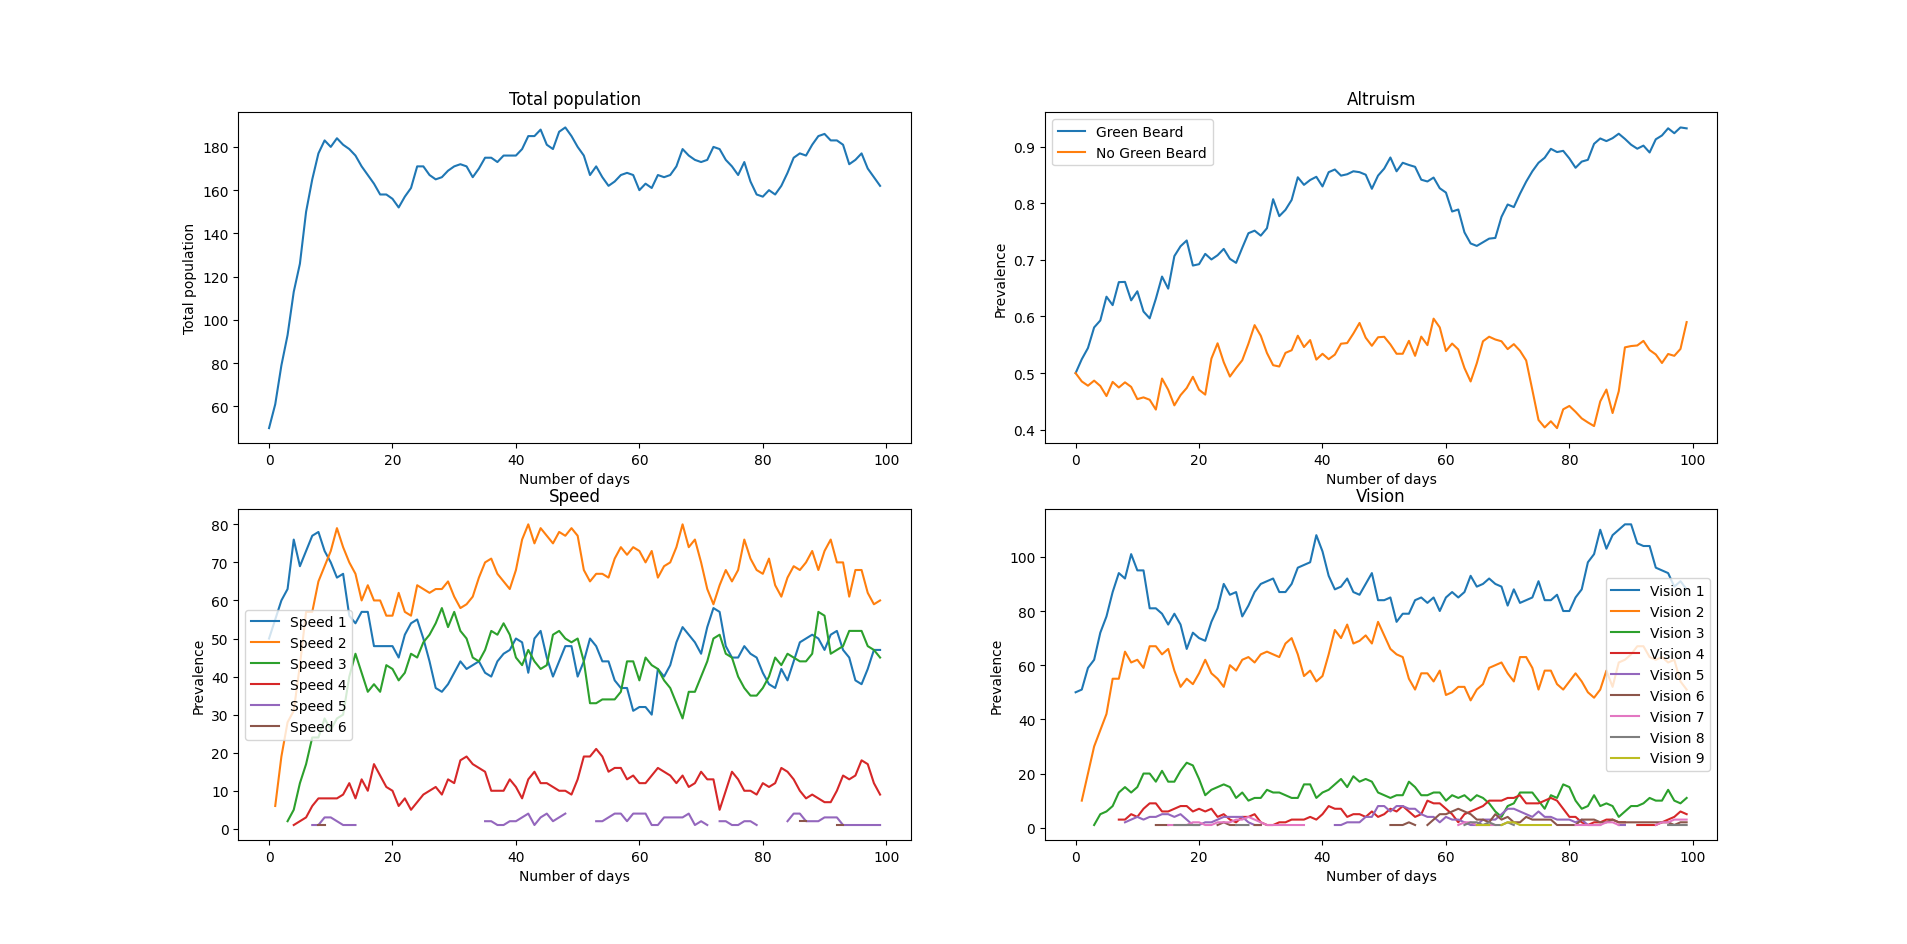 Total population
Total population
180
160
140
120
100
80
60
0 20 40 60 80 100
Number of days
Altruism
Green Beard
No Green Beard
Prevalence
0.9
0.8
0.7
0.6
0.5
0.4
0 20 40 60 80 100
Number of days
Speed
Prevalence
80
70
60
50
40
30
20
10
0
Speed 1
Speed 2
Speed 3
Speed 4
Speed 5
Speed 6
0 20 40 60 80 100
Number of days
Vision
Prevalence
100
80
60
40
20
0
Vision 1
Vision 2
Vision 3
Vision 4
Vision 5
Vision 6
Vision 7
Vision 8
Vision 9
0 20 40 60 80 100
Number of days